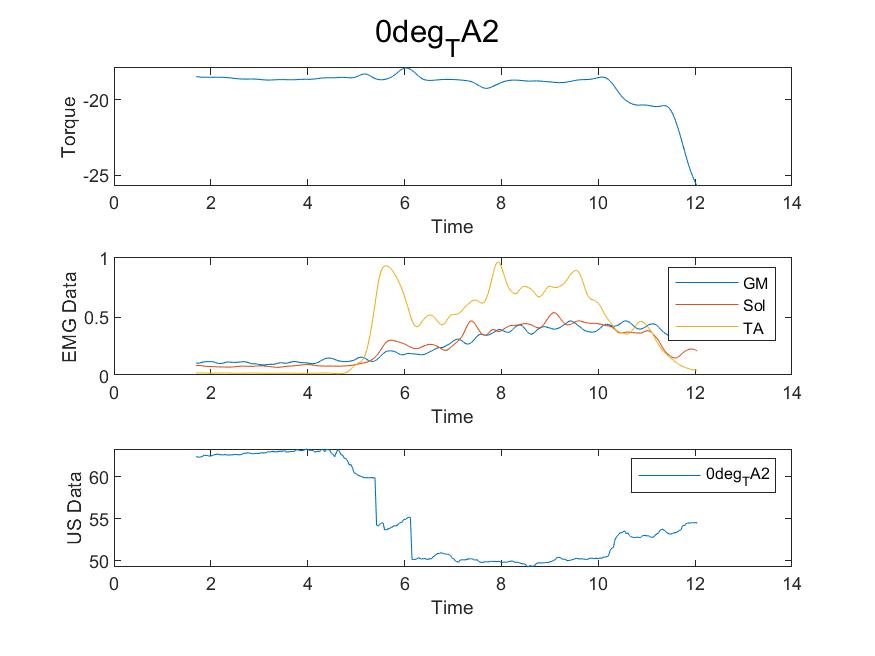 0deg_TA2
-20
-25
Torque
0 2 4 6 8 10 12 14
Time
1
0.5
0
EMG Data
GM
Sol
TA
0 2 4 6 8 10 12 14
Time
60
55
50
US Data
0deg_TA2
0 2 4 6 8 10 12 14
Time